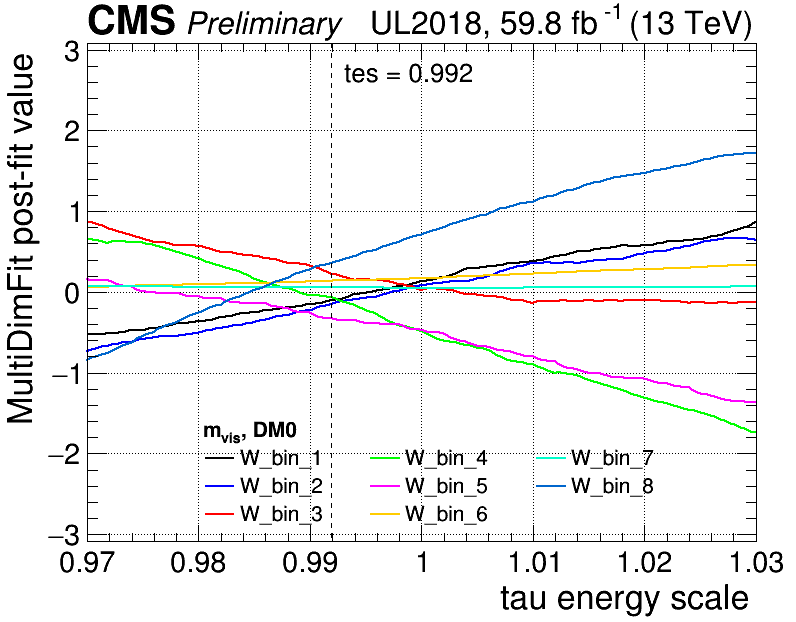 CMS Preliminary UL2018, 59.8 fb⁻¹ (13 TeV)
MultiDimFit post-fit value
3
2
1
0
−1
−2
−3
tes = 0.992
m_vis, DM0
W_bin_1 W_bin_4 W_bin_7
W_bin_2 W_bin_5 W_bin_8
W_bin_3 W_bin_6
0.97 0.98 0.99 1 1.01 1.02 1.03
tau energy scale